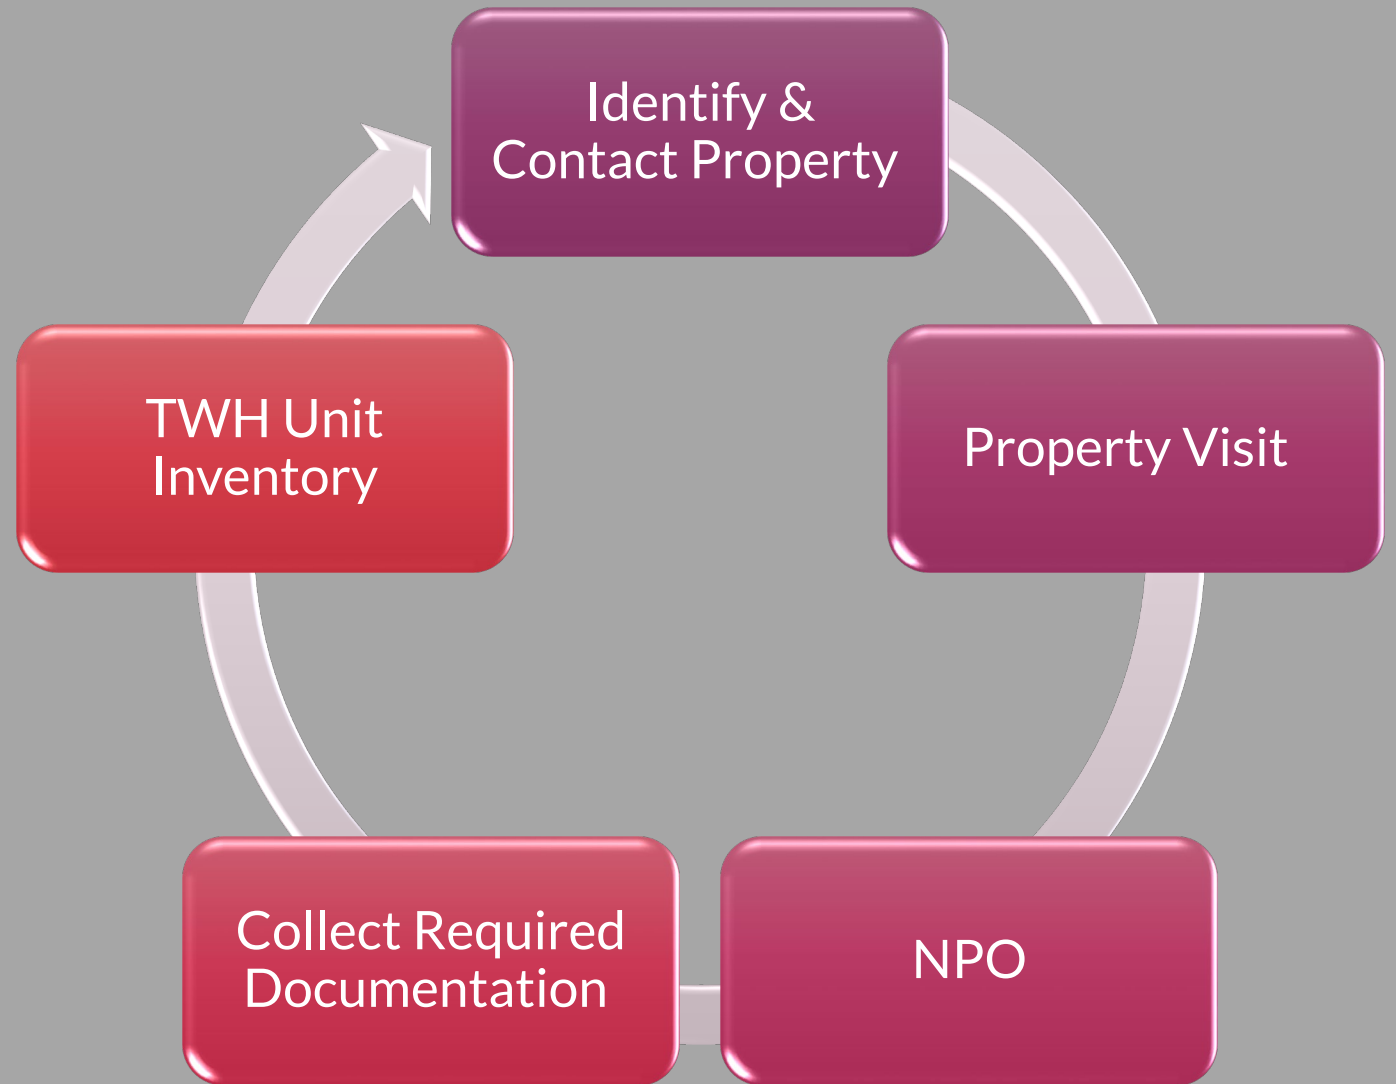 Identify &
Contact Property
Property Visit
NPO
Collect Required
Documentation
TWH Unit
Inventory